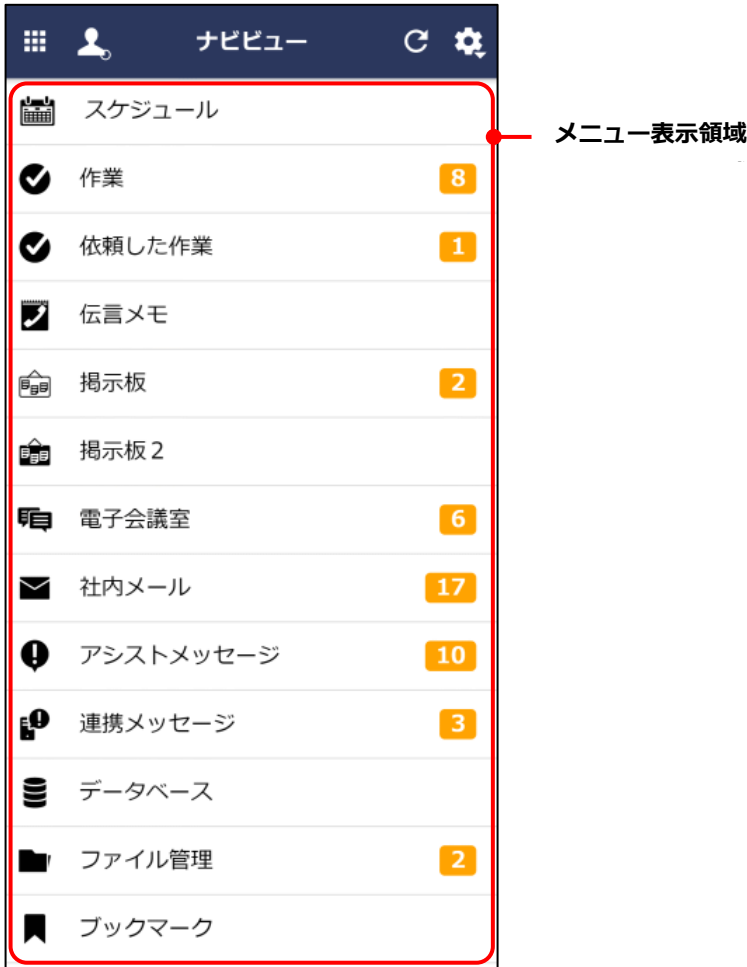 ナビビュー
スケジュール
メニュー表示領域
作業 8
依頼した作業 1
伝言メモ
掲示板 2
掲示板２
電子会議室 6
社内メール 17
アシストメッセージ 10
連携メッセージ 3
データベース
ファイル管理 2
ブックマーク